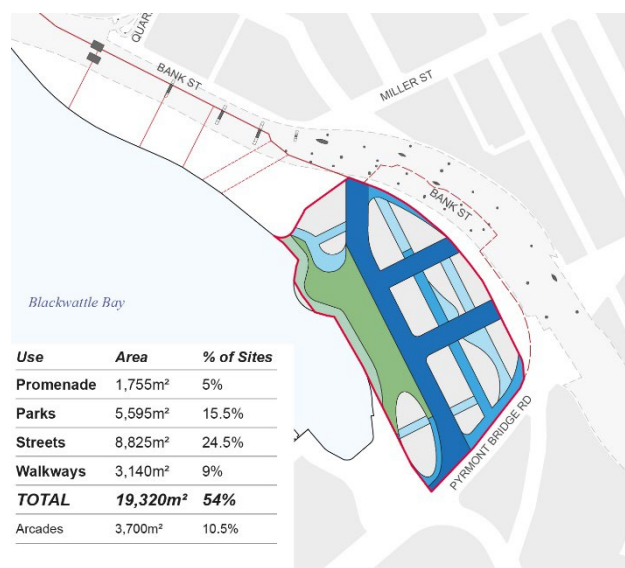 QUAR
BANK ST
MILLER ST
BANK ST
Blackwattle Bay
PYRMONT BRIDGE RD
Use Area % of Sites
Promenade 1,755m² 5%
Parks 5,595m² 15.5%
Streets 8,825m² 24.5%
Walkways 3,140m² 9%
TOTAL 19,320m² 54%
Arcades 3,700m² 10.5%